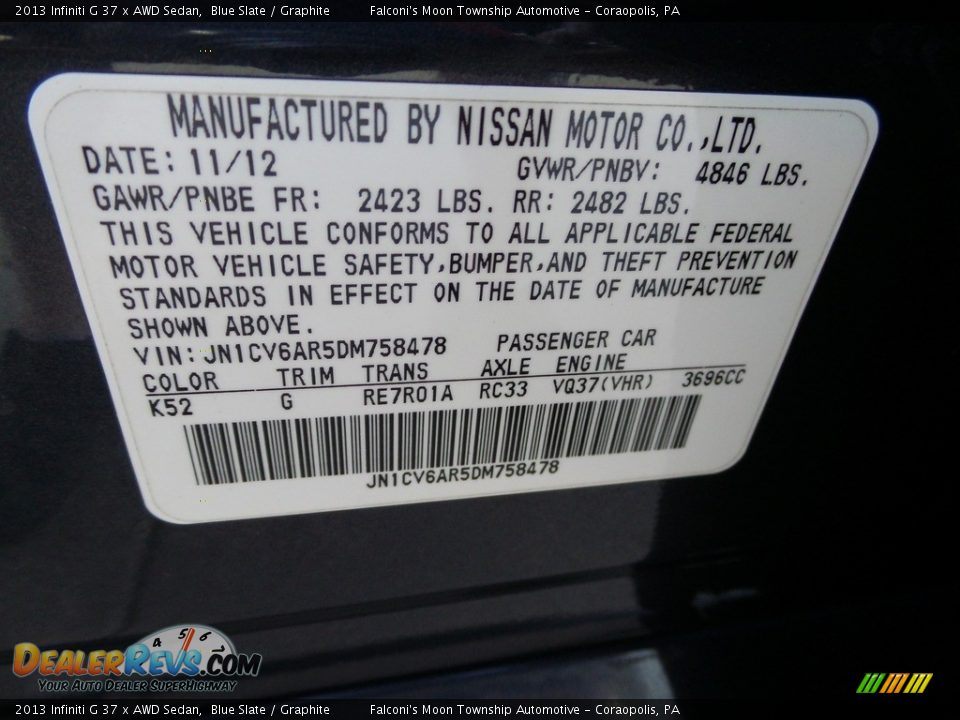 2013 Infiniti G 37 x AWD Sedan,  Blue Slate / Graphite        Falconi's Moon Township Automotive - Coraopolis, PA
MANUFACTURED BY NISSAN MOTOR CO.,LTD.
DATE: 11/12 GVWR/PNBV: 4846 LBS.
GAWR/PNBE FR: 2423 LBS. RR: 2482 LBS.
THIS VEHICLE CONFORMS TO ALL APPLICABLE FEDERAL
MOTOR VEHICLE SAFETY,BUMPER,AND THEFT PREVENTION
STANDARDS IN EFFECT ON THE DATE OF MANUFACTURE
SHOWN ABOVE.
VIN:JN1CV6AR5DM758478 PASSENGER CAR
COLOR TRIM TRANS AXLE ENGINE
K52 G RE7R01A RC33 VQ37(VHR) 3696CC
JN1CV6AR5DM758478
4 5 6
DEALERREVS.COM
YOUR AUTO DEALER SUPERHIGHWAY
2013 Infiniti G 37 x AWD Sedan,  Blue Slate / Graphite        Falconi's Moon Township Automotive - Coraopolis, PA